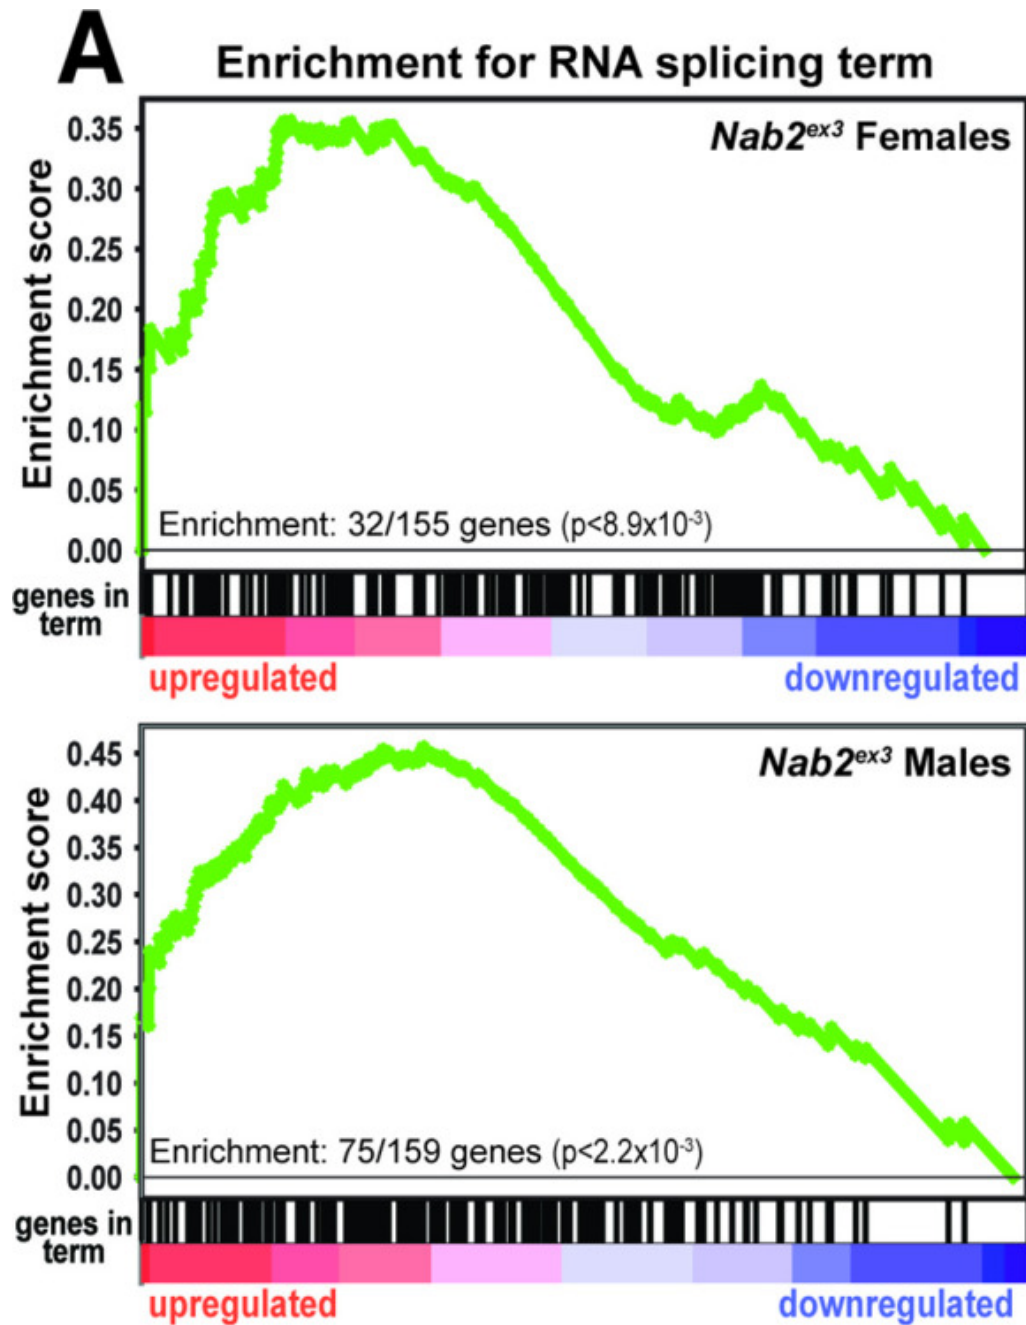 A
Enrichment for RNA splicing term
Nab2ex3 Females
Enrichment score
0.35
0.30
0.25
0.20
0.15
0.10
0.05
0.00
Enrichment: 32/155 genes (p<8.9x10-3)
genes in
term
upregulated
downregulated
Nab2ex3 Males
Enrichment score
0.45
0.40
0.35
0.30
0.25
0.20
0.15
0.10
0.05
0.00
Enrichment: 75/159 genes (p<2.2x10-3)
genes in
term
upregulated
downregulated